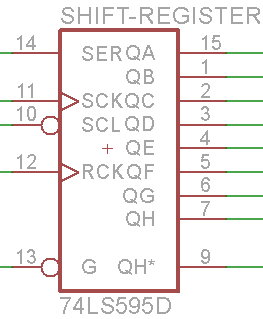 SHIFT-REGISTER
14 SER QA 15
QB 1
11 SCK QC 2
10 SCL QD 3
QE 4
12 RCK QF 5
QG 6
QH 7
13 G QH* 9
74LS595D